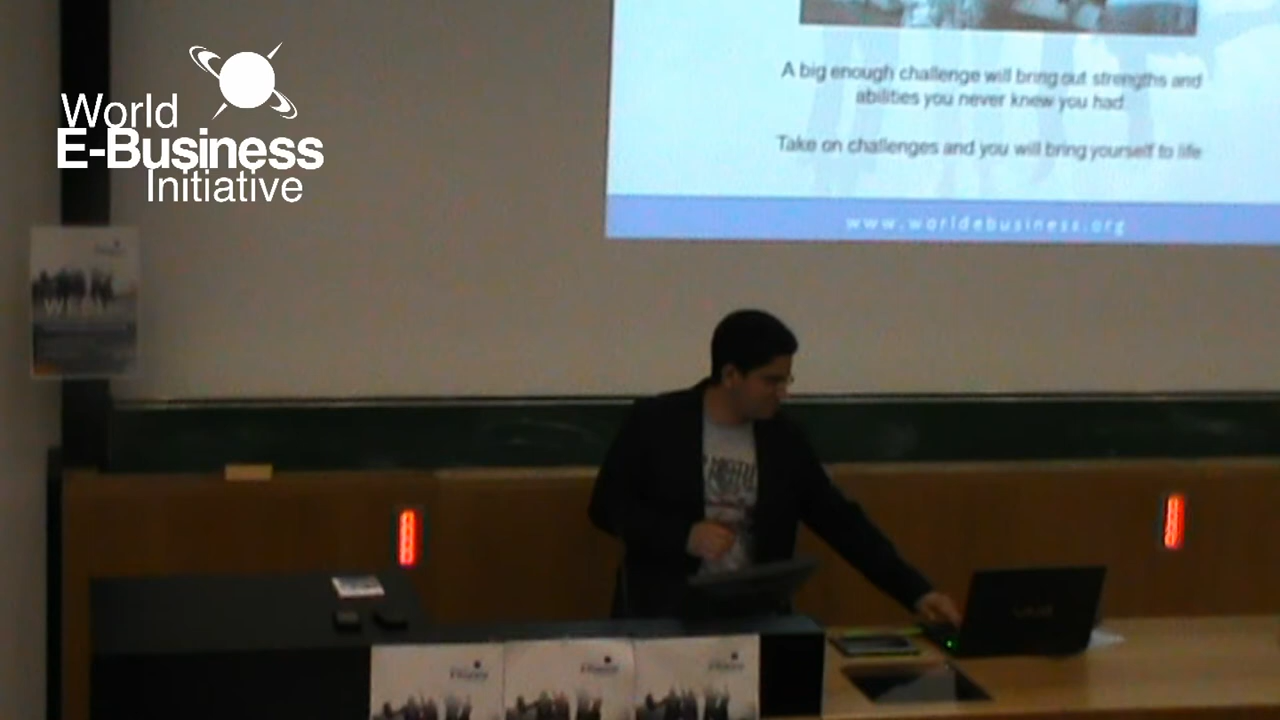 World
E-Business
Initiative
A big enough challenge will bring out strengths and
abilities you never knew you had
Take on challenges and you will bring yourself to life
www.worldebusiness.org
VAIO